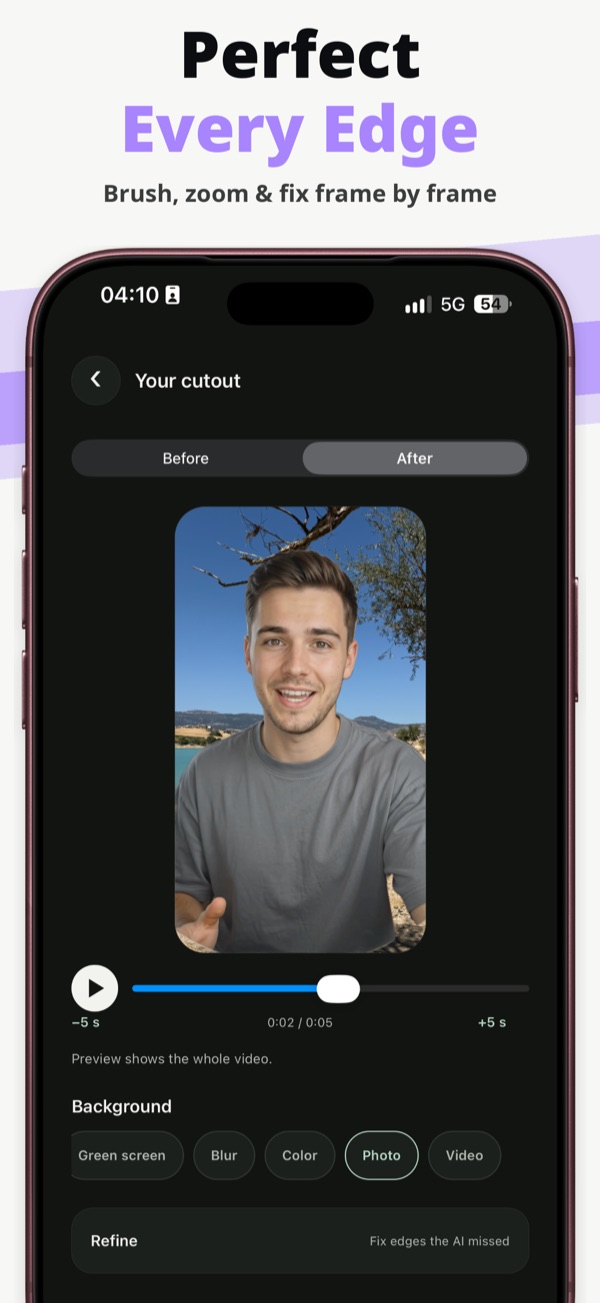 Perfect
Every Edge
Brush, zoom & fix frame by frame
04:10 5G 54
Your cutout
Before After
−5 s 0:02 / 0:05 +5 s
Preview shows the whole video.
Background
Green screen Blur Color Photo Video
Refine Fix edges the AI missed